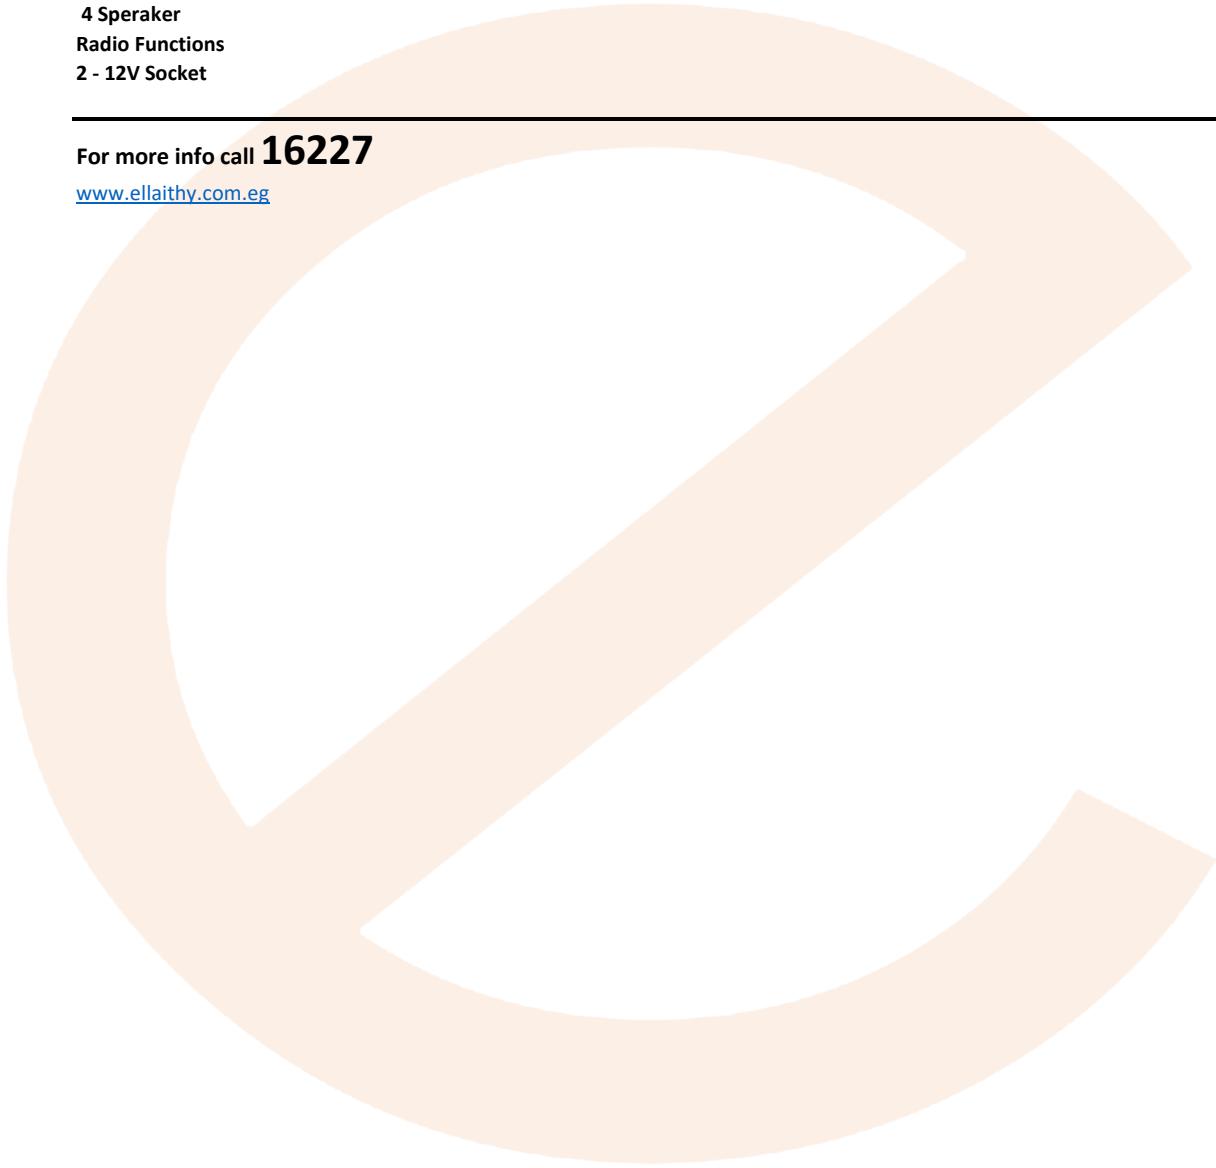 4 Speraker
Radio Functions
2 - 12V Socket
For more info call 16227
www.ellaithy.com.eg